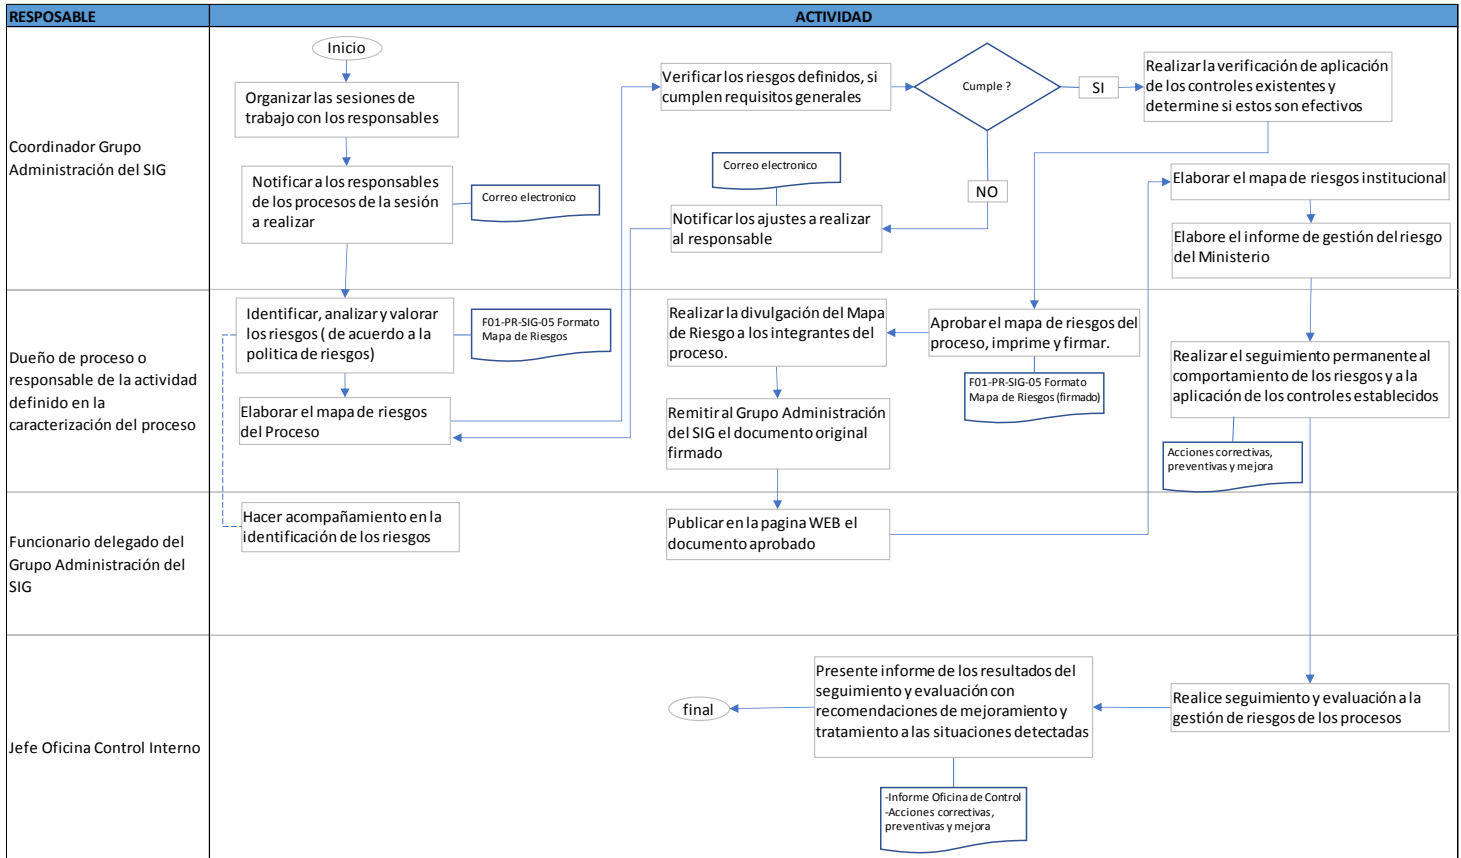 RESPOSABLE
ACTIVIDAD
Coordinador Grupo
Administración del SIG
Inicio
Organizar las sesiones de
trabajo con los responsables
Notificar a los responsables
de los procesos de la sesión
a realizar
Correo electronico
Verificar los riesgos definidos, si
cumplen requisitos generales
Cumple ?
SI
NO
Realizar la verificación de aplicación
de los controles existentes y
determine si estos son efectivos
Correo electronico
Notificar los ajustes a realizar
al responsable
Elaborar el mapa de riesgos institucional
Elabore el informe de gestión del riesgo
del Ministerio
Dueño de proceso o
responsable de la actividad
definido en la
caracterización del proceso
Identificar, analizar y valorar
los riesgos ( de acuerdo a la
politica de riesgos)
F01-PR-SIG-05 Formato
Mapa de Riesgos
Elaborar el mapa de riesgos
del Proceso
Realizar la divulgación del Mapa
de Riesgo a los integrantes del
proceso.
Aprobar el mapa de riesgos del
proceso, imprime y firmar.
F01-PR-SIG-05 Formato
Mapa de Riesgos (firmado)
Remitir al Grupo Administración
del SIG el documento original
firmado
Realizar el seguimiento permanente al
comportamiento de los riesgos y a la
aplicación de los controles establecidos
Acciones correctivas,
preventivas y mejora
Funcionario delegado del
Grupo Administración del
SIG
Hacer acompañamiento en la
identificación de los riesgos
Publicar en la pagina WEB el
documento aprobado
Jefe Oficina Control Interno
final
Presente informe de los resultados del
seguimiento y evaluación con
recomendaciones de mejoramiento y
tratamiento a las situaciones detectadas
Realice seguimiento y evaluación a la
gestión de riesgos de los procesos
-Informe Oficina de Control
-Acciones correctivas,
preventivas y mejora